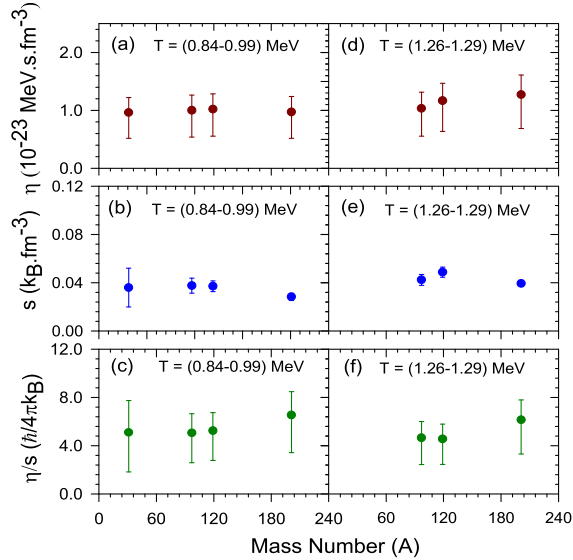 η (10⁻²³ MeV.s.fm⁻³)
2.0
1.0
0.0
(a) T = (0.84-0.99) MeV
(d) T = (1.26-1.29) MeV
s (k_B.fm⁻³)
0.12
0.08
0.04
0.00
(b) T = (0.84-0.99) MeV
(e) T = (1.26-1.29) MeV
η/s (ℏ/4πk_B)
12.0
8.0
4.0
0.0
(c) T = (0.84-0.99) MeV
(f) T = (1.26-1.29) MeV
0 60 120 180 240 60 120 180 240
Mass Number (A)